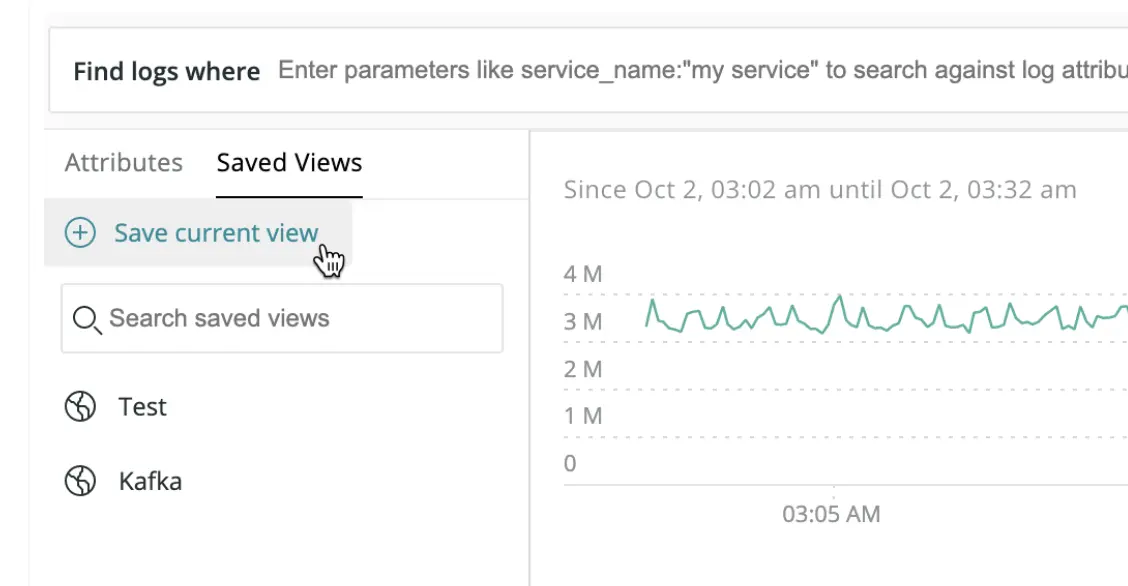 Find logs where Enter parameters like service_name:"my service" to search against log attribu
Attributes Saved Views
Save current view
Search saved views
Test
Kafka
Since Oct 2, 03:02 am until Oct 2, 03:32 am
4 M
3 M
2 M
1 M
0
03:05 AM